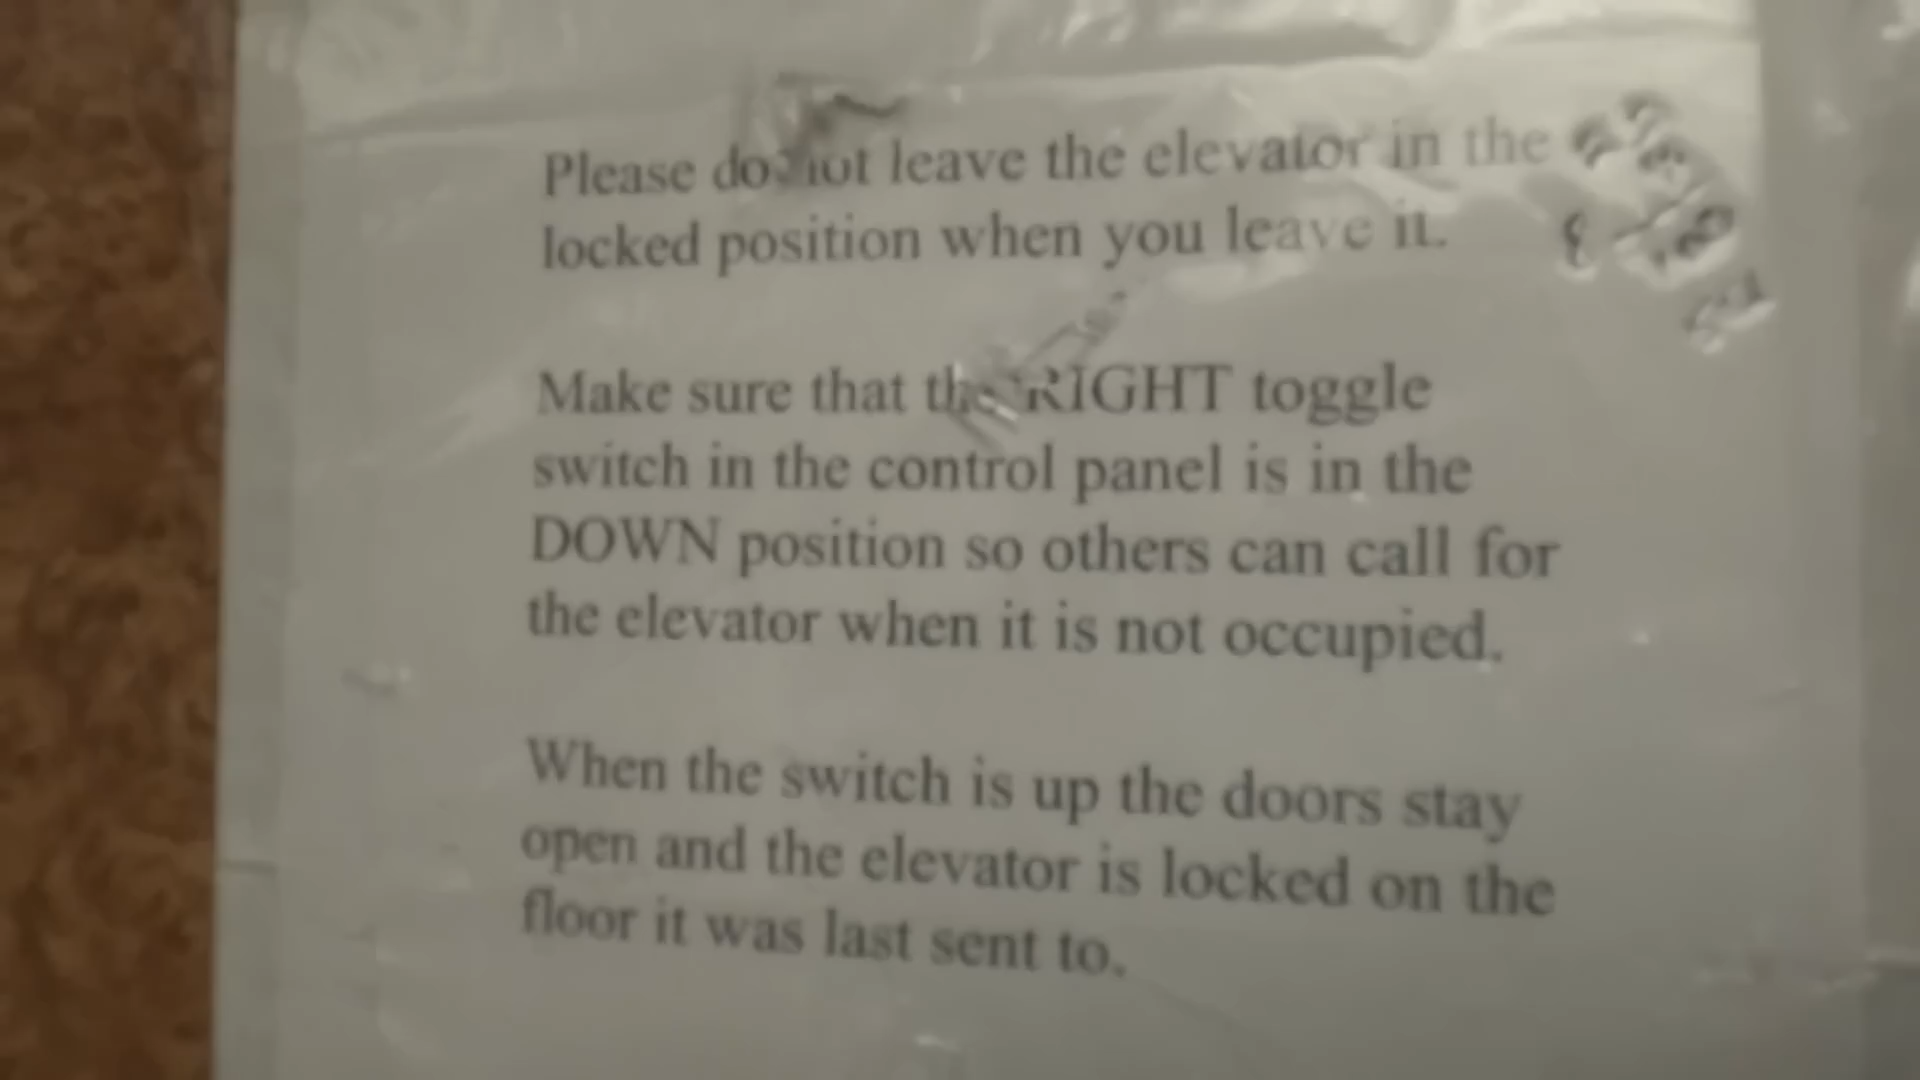 Please do not leave the elevator in the
locked position when you leave it.
Make sure that the RIGHT toggle
switch in the control panel is in the
DOWN position so others can call for
the elevator when it is not occupied.
When the switch is up the doors stay
open and the elevator is locked on the
floor it was last sent to.